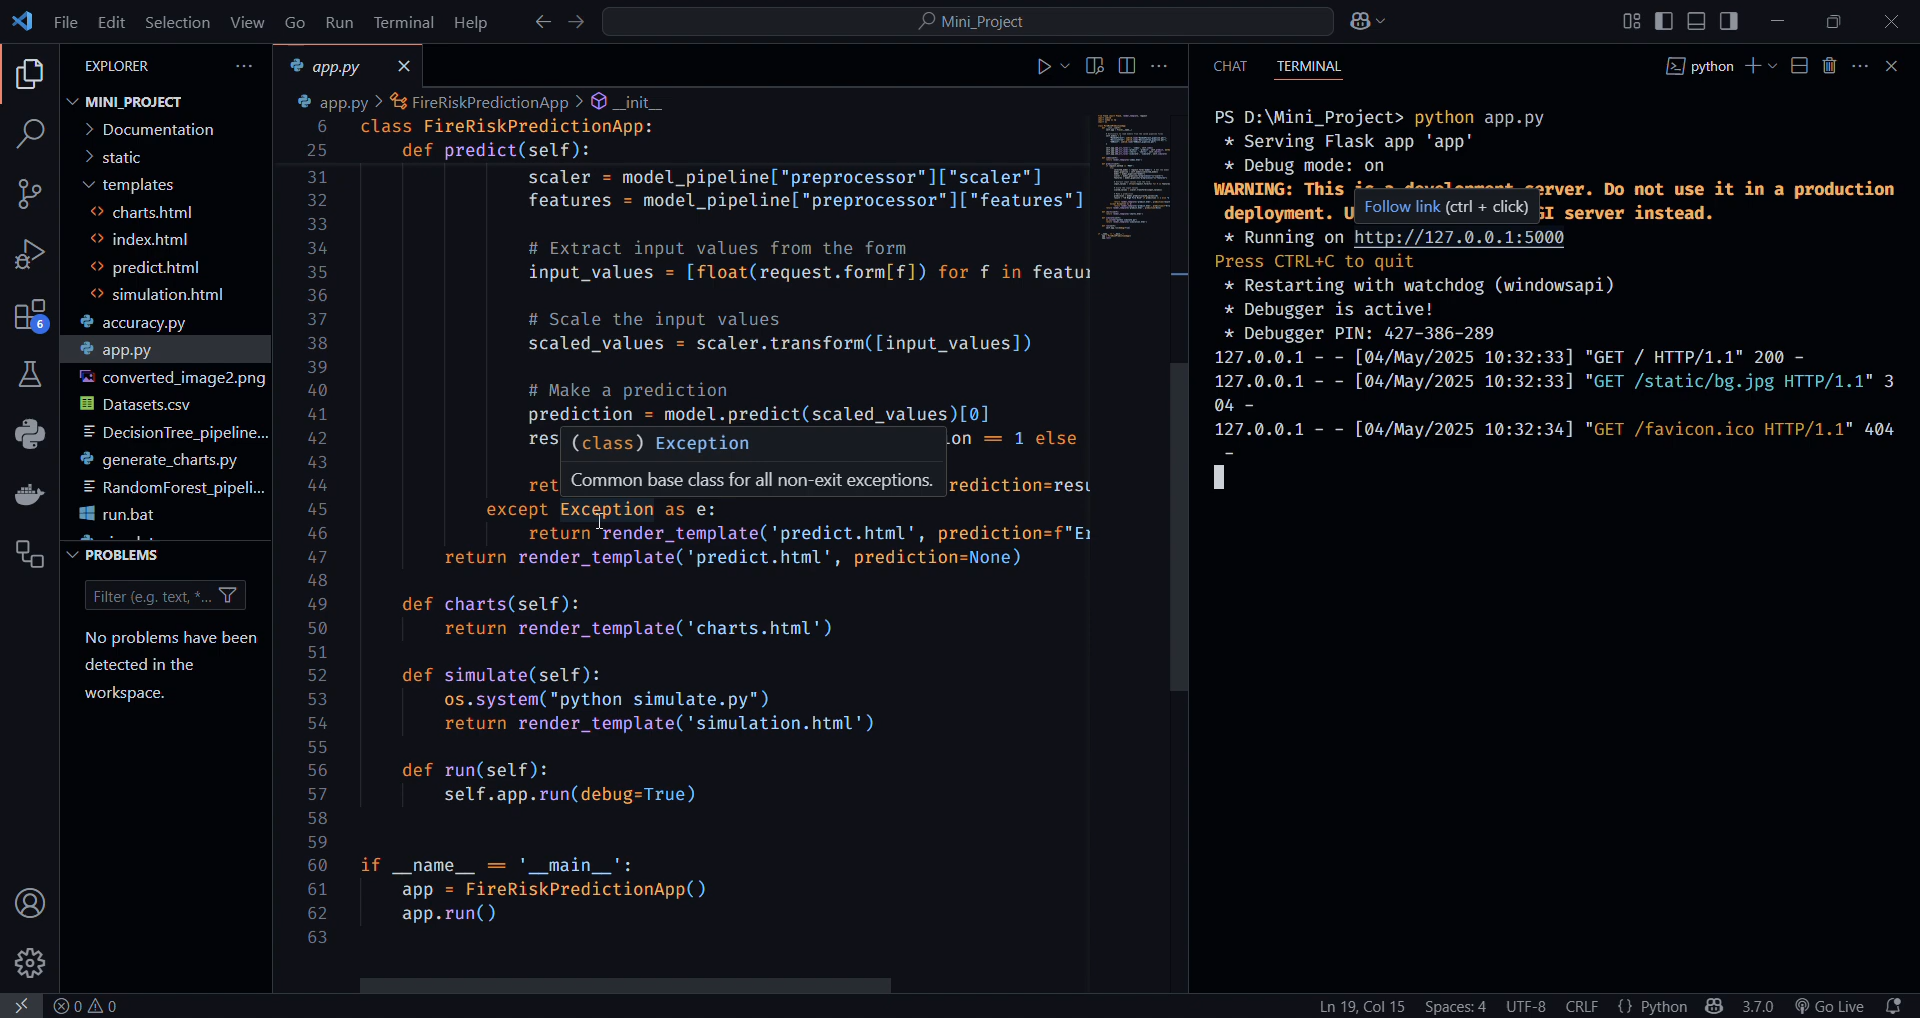 File Edit Selection View Go Run Terminal Help
Mini_Project
EXPLORER
MINI_PROJECT
Documentation
static
templates
charts.html
index.html
predict.html
simulation.html
accuracy.py
app.py
converted_image2.png
Datasets.csv
DecisionTree_pipeline...
generate_charts.py
RandomForest_pipeli...
run.bat
PROBLEMS
Filter (e.g. text, *...
No problems have been
detected in the
workspace.
6
app.py
app.py > FireRiskPredictionApp > __init__
6 class FireRiskPredictionApp:
25 def predict(self):
31 scaler = model_pipeline["preprocessor"]["scaler"]
32 features = model_pipeline["preprocessor"]["features"]
33
34 # Extract input values from the form
35 input_values = [float(request.form[f]) for f in featur
36
37 # Scale the input values
38 scaled_values = scaler.transform([input_values])
39
40 # Make a prediction
41 prediction = model.predict(scaled_values)[0]
42 res ion == 1 else
43
44 ret rediction=resu
(class) Exception
Common base class for all non-exit exceptions.
45 except Exception as e:
46 return render_template('predict.html', prediction=f"Er
47 return render_template('predict.html', prediction=None)
48
49 def charts(self):
50 return render_template('charts.html')
51
52 def simulate(self):
53 os.system("python simulate.py")
54 return render_template('simulation.html')
55
56 def run(self):
57 self.app.run(debug=True)
58
59
60 if __name__ == '__main__':
61 app = FireRiskPredictionApp()
62 app.run()
63
CHAT TERMINAL
python
PS D:\Mini_Project> python app.py
* Serving Flask app 'app'
* Debug mode: on
WARNING: This is a development server. Do not use it in a production
deployment. U GI server instead.
Follow link (ctrl + click)
* Running on http://127.0.0.1:5000
Press CTRL+C to quit
* Restarting with watchdog (windowsapi)
* Debugger is active!
* Debugger PIN: 427-386-289
127.0.0.1 - - [04/May/2025 10:32:33] "GET / HTTP/1.1" 200 -
127.0.0.1 - - [04/May/2025 10:32:33] "GET /static/bg.jpg HTTP/1.1" 3
04 -
127.0.0.1 - - [04/May/2025 10:32:34] "GET /favicon.ico HTTP/1.1" 404
-
0 0
Ln 19, Col 15 Spaces: 4 UTF-8 CRLF {} Python 3.7.0 Go Live